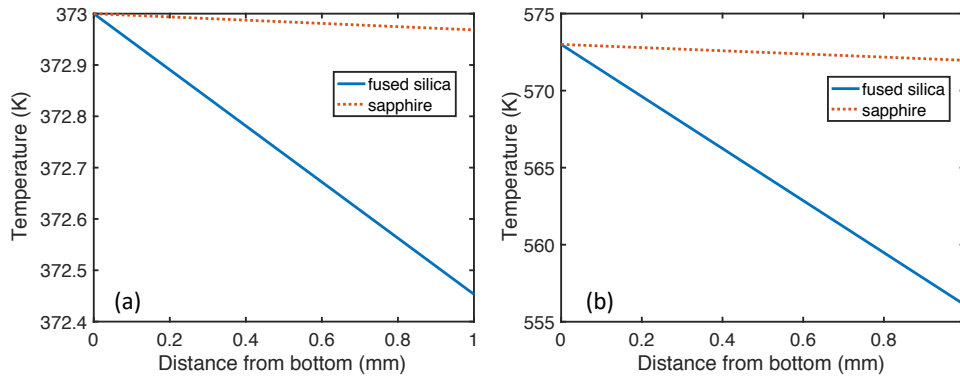 373
372.9
372.8
372.7
372.6
372.5
372.4
Temperature (K)
fused silica
sapphire
(a)
0 0.2 0.4 0.6 0.8 1
Distance from bottom (mm)
575
570
565
560
555
Temperature (K)
fused silica
sapphire
(b)
0 0.2 0.4 0.6 0.8
Distance from bottom (mm)